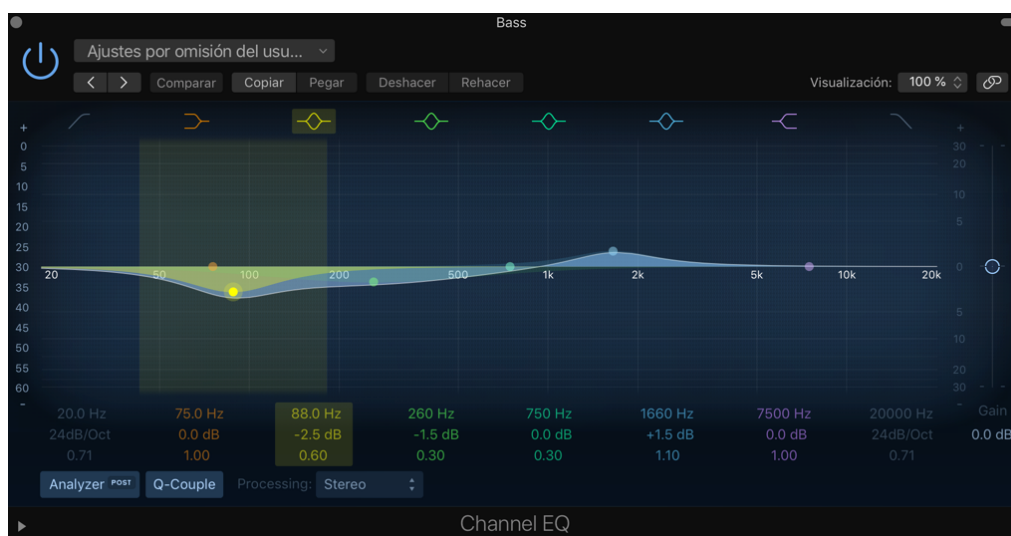 Bass
Ajustes por omisión del usu...
Comparar Copiar Pegar Deshacer Rehacer Visualización: 100 %
+ +
0 30
5 20
10 10
15
20 5
25
30 20 50 100 200 500 1k 2k 5k 10k 20k 0
35
40 5
45
50 10
55 20
60 30
- -
20.0 Hz 75.0 Hz 88.0 Hz 260 Hz 750 Hz 1660 Hz 7500 Hz 20000 Hz Gain
24dB/Oct 0.0 dB -2.5 dB -1.5 dB 0.0 dB +1.5 dB 0.0 dB 24dB/Oct 0.0 dB
0.71 1.00 0.60 0.30 0.30 1.10 1.00 0.71
Analyzer POST Q-Couple Processing: Stereo
Channel EQ